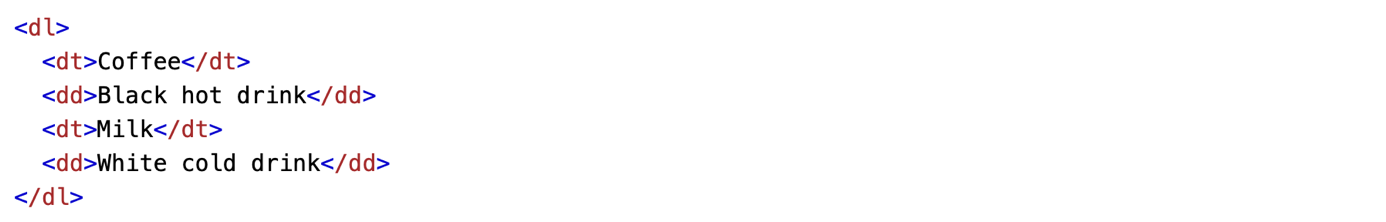 <dl>
  <dt>Coffee</dt>
  <dd>Black hot drink</dd>
  <dt>Milk</dt>
  <dd>White cold drink</dd>
</dl>